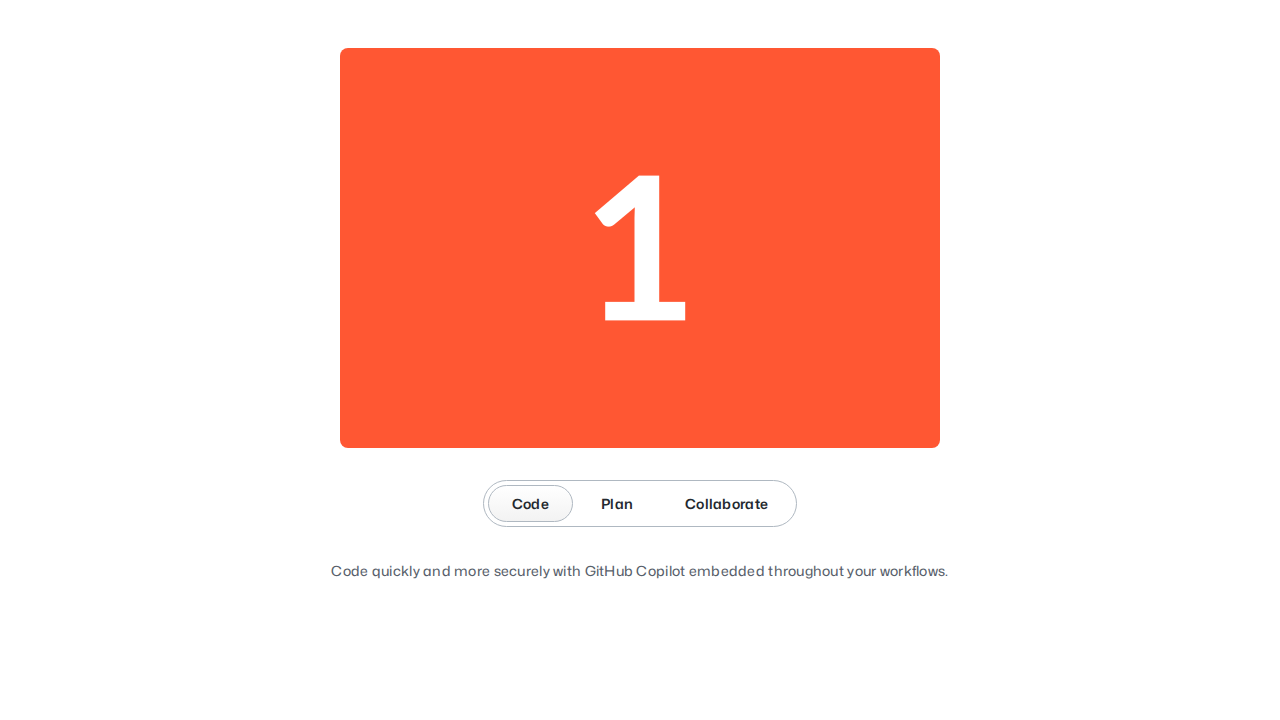 1
Code Plan Collaborate
Code quickly and more securely with GitHub Copilot embedded throughout your workflows.